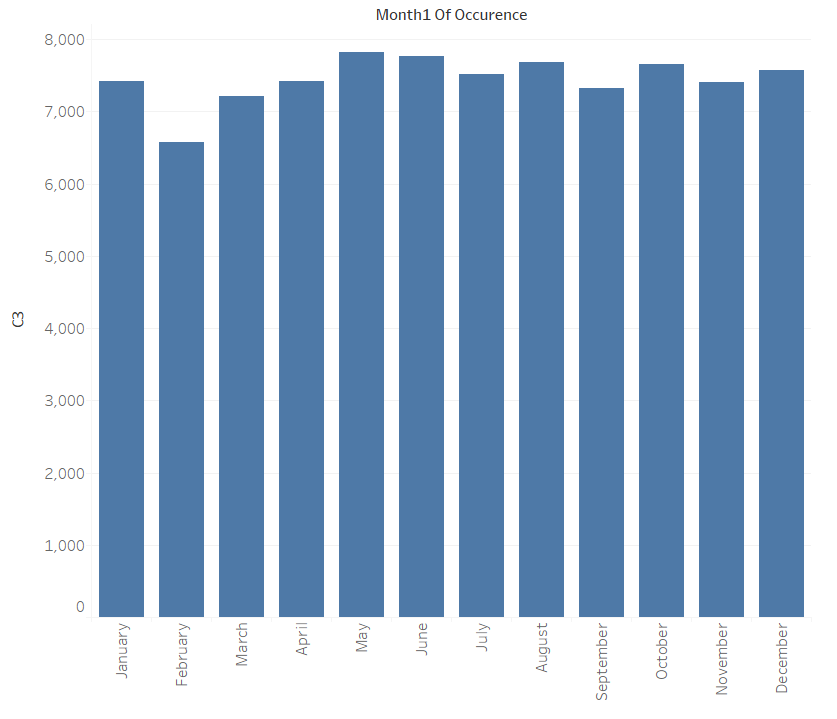 Month1 Of Occurence
C3
8,000
7,000
6,000
5,000
4,000
3,000
2,000
1,000
0
January
February
March
April
May
June
July
August
September
October
November
December